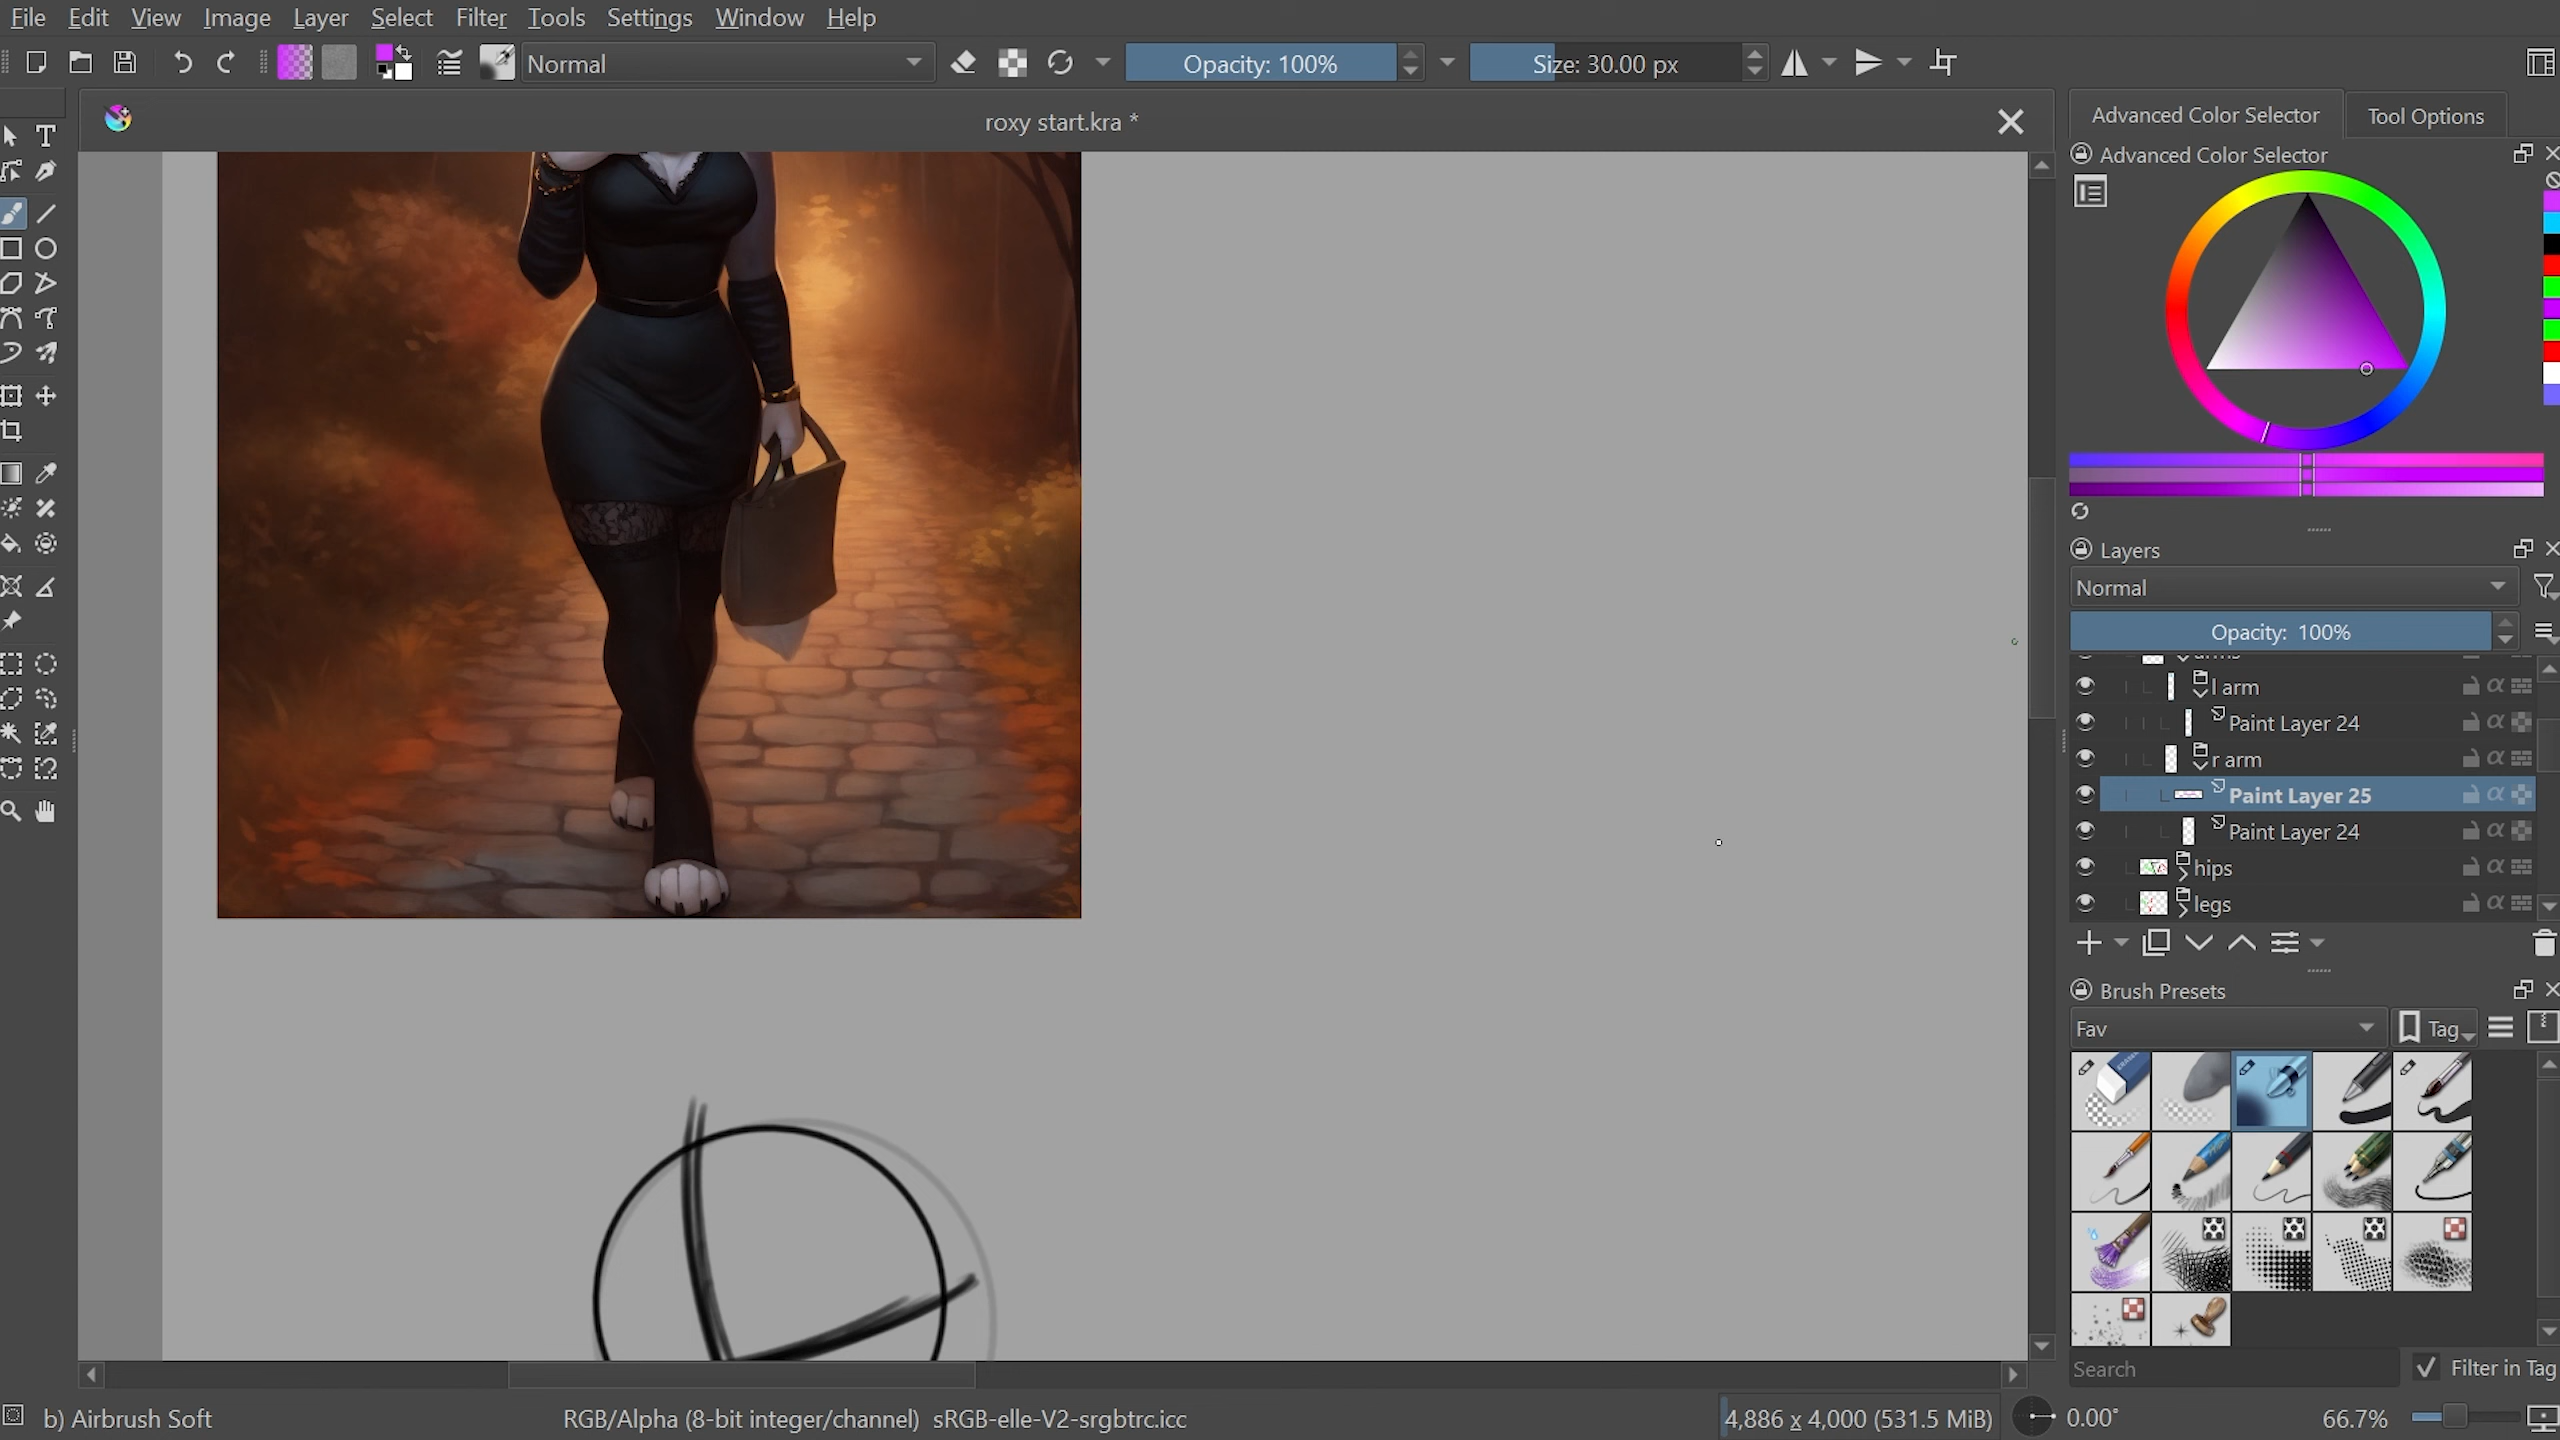 File Edit View Image Layer Select Filter Tools Settings Window Help
Normal Opacity: 100% Size: 30.00 px
roxy start.kra *
Advanced Color Selector Tool Options
Advanced Color Selector
Layers
Normal
Opacity: 100%
l arm
Paint Layer 24
r arm
Paint Layer 25
Paint Layer 24
hips
legs
Brush Presets
Fav Tag
Search Filter in Tag
b) Airbrush Soft RGB/Alpha (8-bit integer/channel) sRGB-elle-V2-srgbtrc.icc 4,886 x 4,000 (531.5 MiB) 0.00° 66.7%